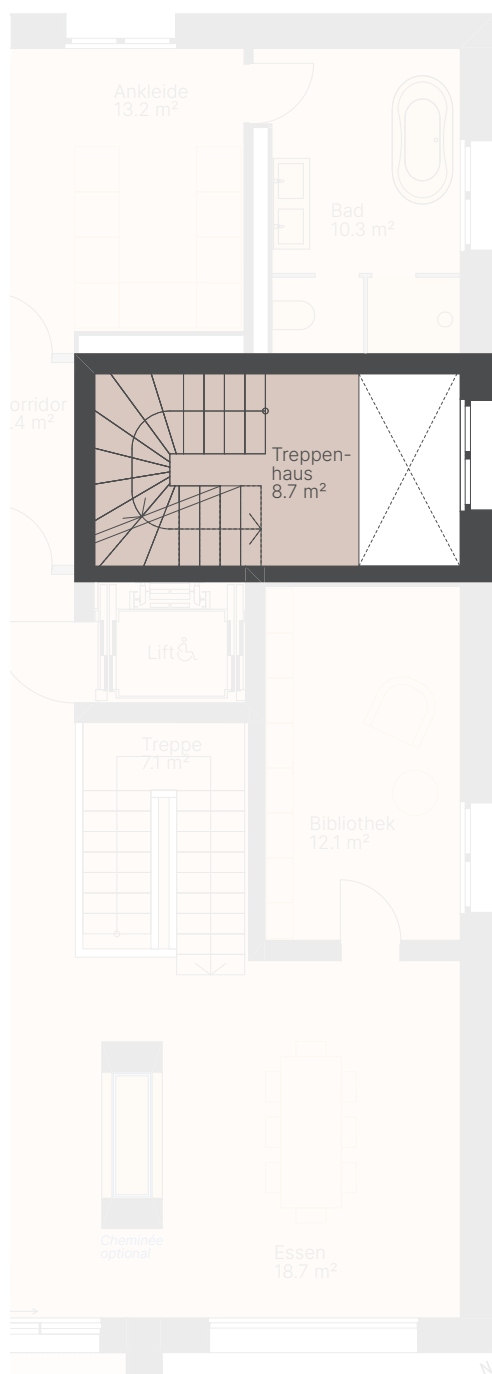 Ankleide
13.2 m²
Bad
10.3 m²
orridor
.4 m²
Treppen-
haus
8.7 m²
Lift
Treppe
7.1 m²
Bibliothek
12.1 m²
Cheminée
optional
Essen
18.7 m²
N